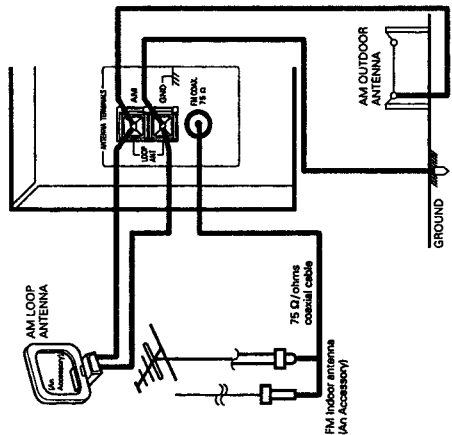 AM LOOP
ANTENNA
(An
Accessory)
ANTENNA TERMINALS
AM
GND
LOOP
ANT
FM COAX.
75 Ω
AM OUTDOOR
ANTENNA
GROUND
75 Ω/ohms
coaxial cable
FM Indoor antenna
(An Accessory)